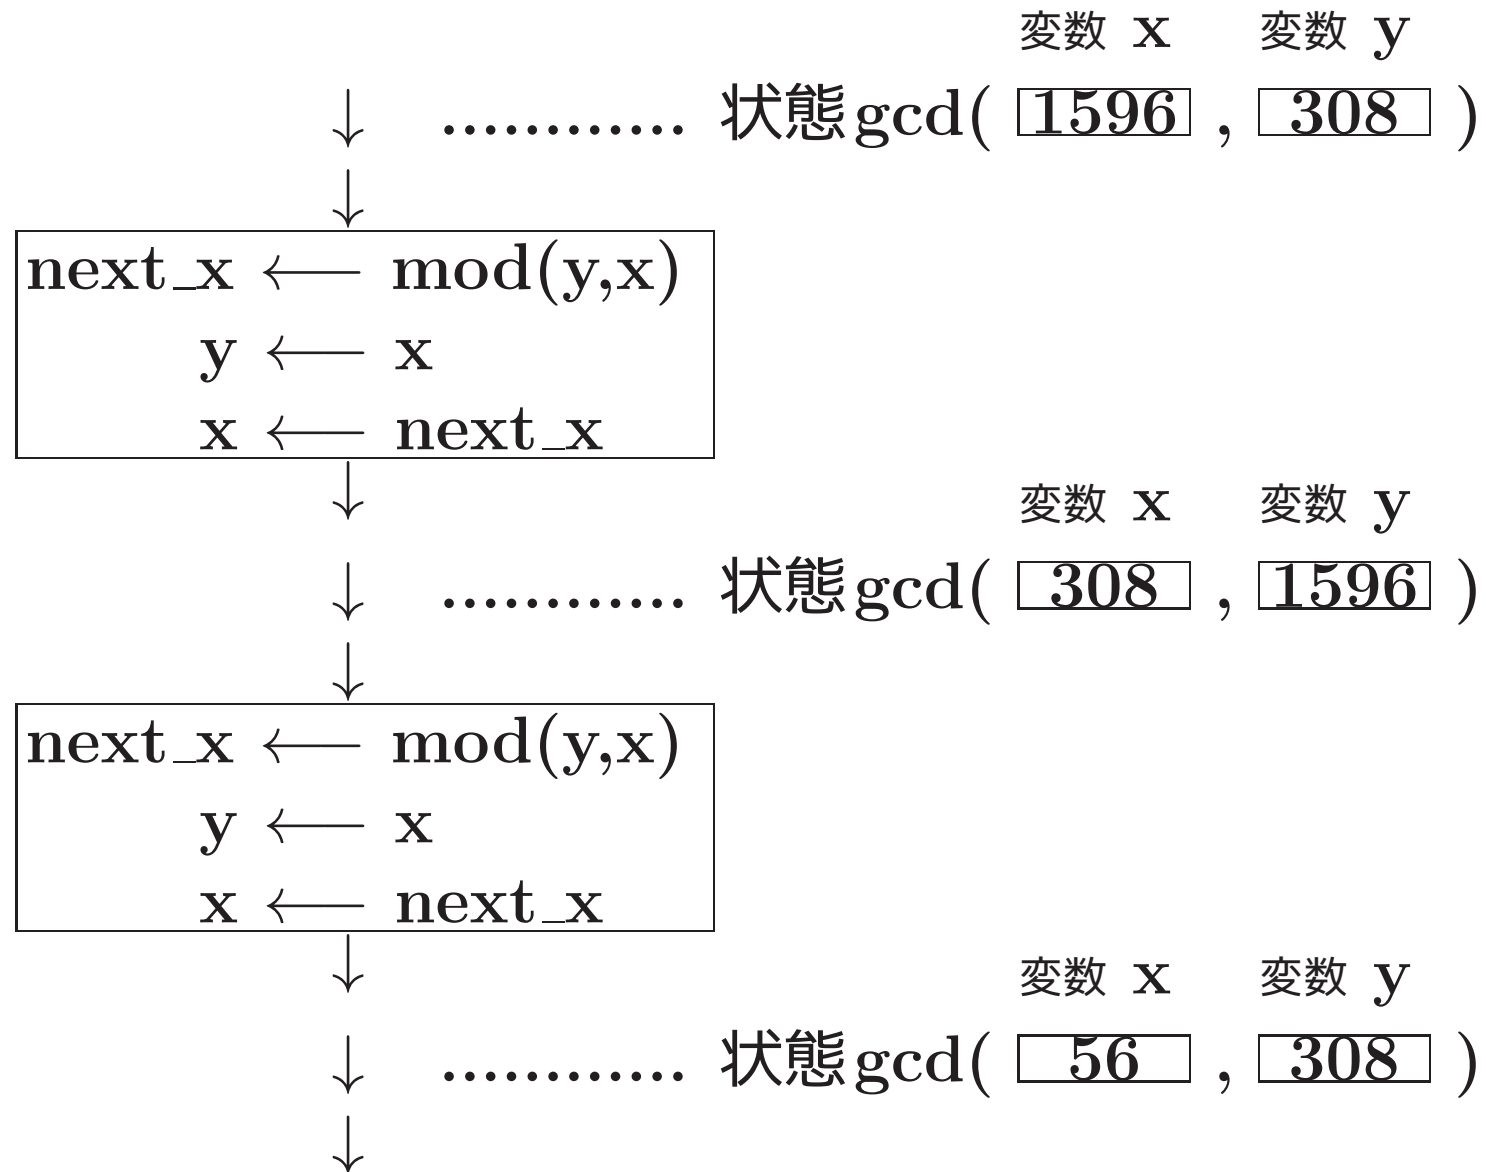 変数 x 変数 y
↓ ............ 状態gcd( 1596 , 308 )
↓
next_x ← mod(y,x)
y ← x
x ← next_x
↓
変数 x 変数 y
↓ ............ 状態gcd( 308 , 1596 )
↓
next_x ← mod(y,x)
y ← x
x ← next_x
↓
変数 x 変数 y
↓ ............ 状態gcd( 56 , 308 )
↓